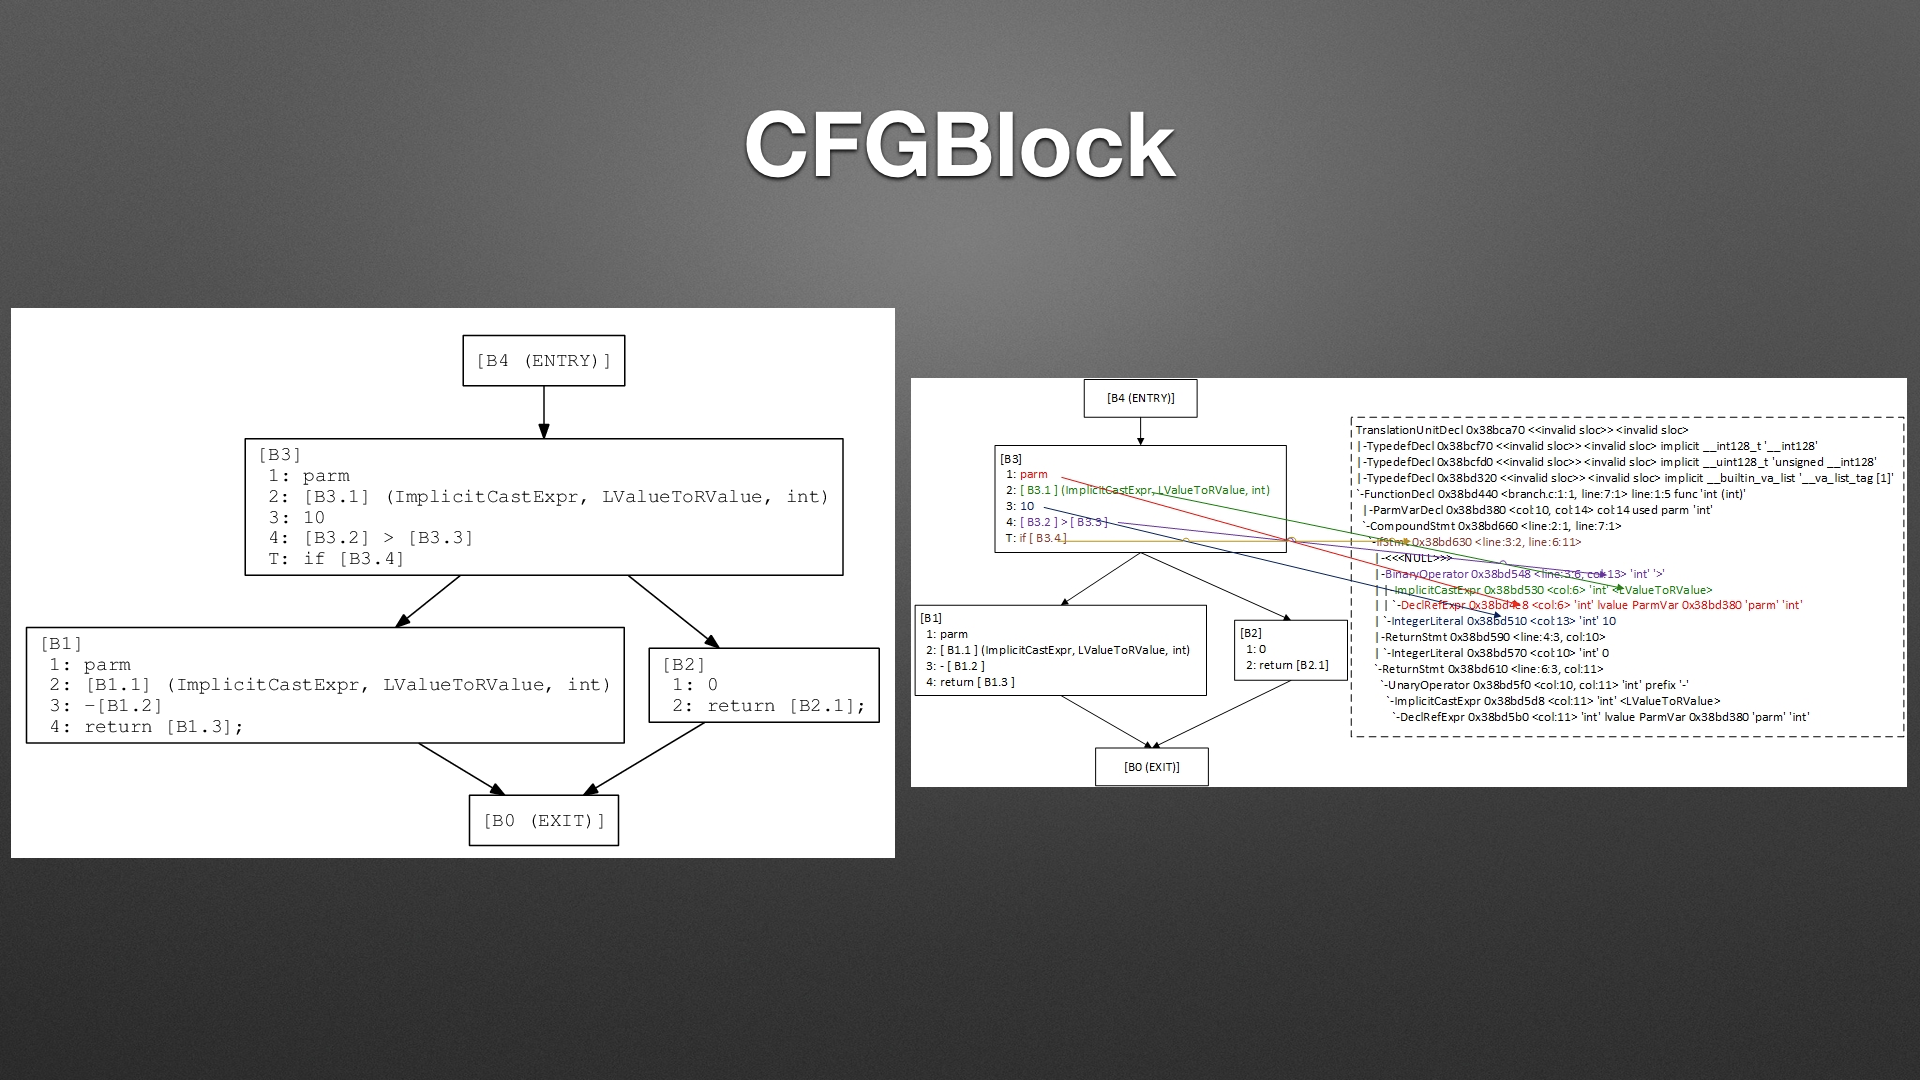 CFGBlock
[B4 (ENTRY)]
[B3]
1: parm
2: [B3.1] (ImplicitCastExpr, LValueToRValue, int)
3: 10
4: [B3.2] > [B3.3]
T: if [B3.4]
[B1]
1: parm
2: [B1.1] (ImplicitCastExpr, LValueToRValue, int)
3: -[B1.2]
4: return [B1.3];
[B2]
1: 0
2: return [B2.1];
[B0 (EXIT)]
[B4 (ENTRY)]
[B3]
1: parm
2: [ B3.1 ] (ImplicitCastExpr, LValueToRValue, int)
3: 10
4: [ B3.2 ] > [ B3.3 ]
T: if [ B3.4 ]
[B1]
1: parm
2: [ B1.1 ] (ImplicitCastExpr, LValueToRValue, int)
3: - [ B1.2 ]
4: return [ B1.3 ]
[B2]
1: 0
2: return [B2.1]
[B0 (EXIT)]
TranslationUnitDecl 0x38bca70 <<invalid sloc>> <invalid sloc>
|-TypedefDecl 0x38bcf70 <<invalid sloc>> <invalid sloc> implicit __int128_t '__int128'
|-TypedefDecl 0x38bcfd0 <<invalid sloc>> <invalid sloc> implicit __uint128_t 'unsigned __int128'
|-TypedefDecl 0x38bd320 <<invalid sloc>> <invalid sloc> implicit __builtin_va_list '__va_list_tag [1]'
`-FunctionDecl 0x38bd440 <branch.c:1:1, line:7:1> line:1:5 func 'int (int)'
|-ParmVarDecl 0x38bd380 <col:10, col:14> col:14 used parm 'int'
`-CompoundStmt 0x38bd660 <line:2:1, line:7:1>
`-IfStmt 0x38bd630 <line:3:2, line:6:11>
|-<<<NULL>>>
|-BinaryOperator 0x38bd548 <line:3:6, col:13> 'int' '>'
| |-ImplicitCastExpr 0x38bd530 <col:6> 'int' <LValueToRValue>
| | `-DeclRefExpr <col:6> 'int' lvalue ParmVar 0x38bd380 'parm' 'int'
| `-IntegerLiteral 0x38bd510 <col:13> 'int' 10
|-ReturnStmt 0x38bd590 <line:4:3, col:10>
| `-IntegerLiteral 0x38bd570 <col:10> 'int' 0
`-ReturnStmt 0x38bd610 <line:6:3, col:11>
`-UnaryOperator 0x38bd5f0 <col:10, col:11> 'int' prefix '-'
`-ImplicitCastExpr 0x38bd5d8 <col:11> 'int' <LValueToRValue>
`-DeclRefExpr 0x38bd5b0 <col:11> 'int' lvalue ParmVar 0x38bd380 'parm' 'int'